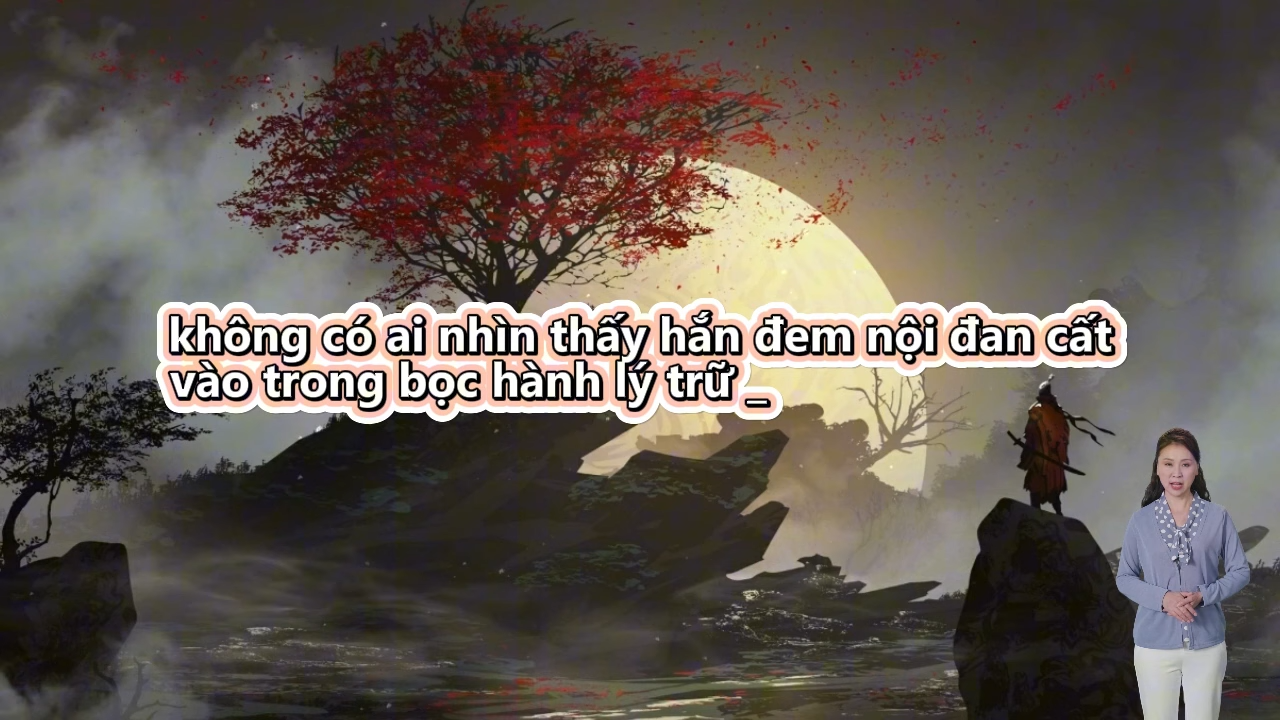 không có ai nhìn thấy hắn đem nội đan cất
vào trong bọc hành lý trữ _